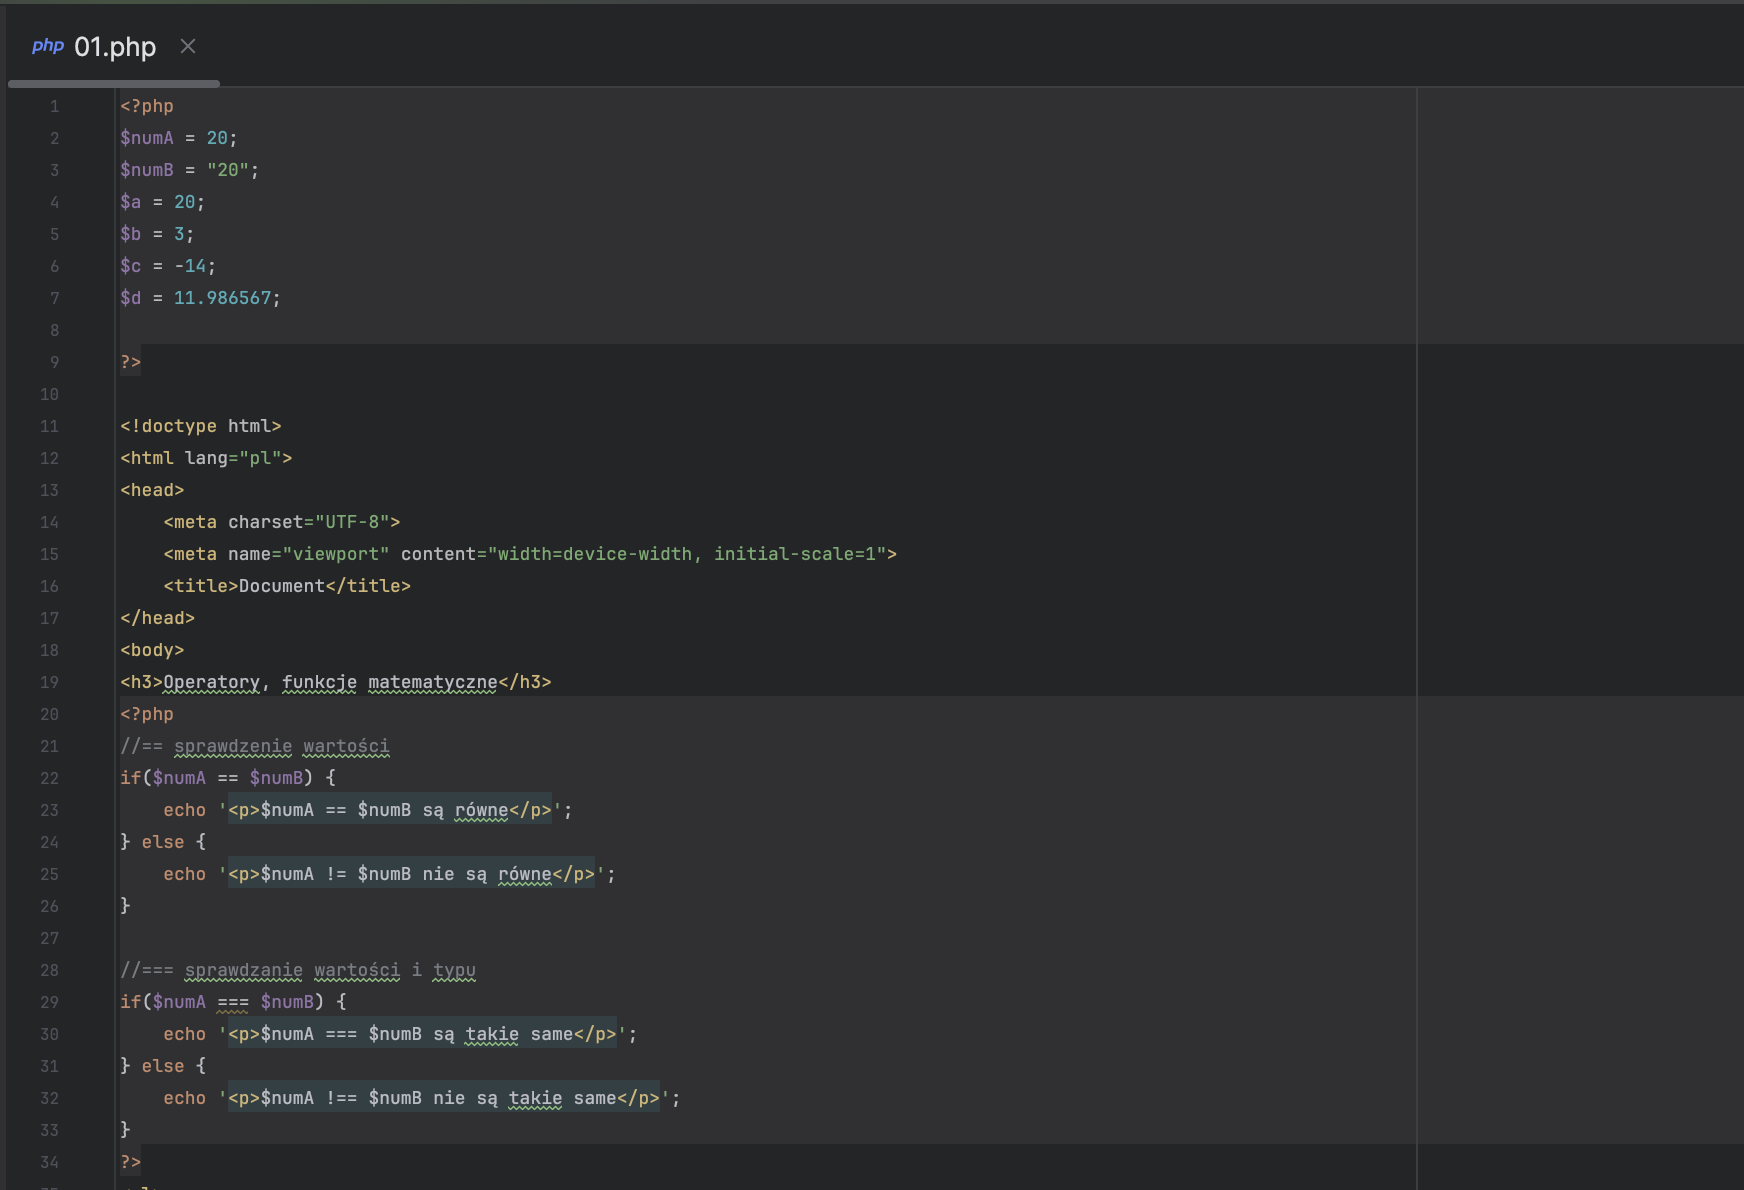 php 01.php
1 <?php
2 $numA = 20;
3 $numB = "20";
4 $a = 20;
5 $b = 3;
6 $c = -14;
7 $d = 11.986567;
8
9 ?>
10
11 <!doctype html>
12 <html lang="pl">
13 <head>
14     <meta charset="UTF-8">
15     <meta name="viewport" content="width=device-width, initial-scale=1">
16     <title>Document</title>
17 </head>
18 <body>
19 <h3>Operatory, funkcje matematyczne</h3>
20 <?php
21 //== sprawdzenie wartości
22 if($numA == $numB) {
23     echo '<p>$numA == $numB są równe</p>';
24 } else {
25     echo '<p>$numA != $numB nie są równe</p>';
26 }
27
28 //=== sprawdzanie wartości i typu
29 if($numA === $numB) {
30     echo '<p>$numA === $numB są takie same</p>';
31 } else {
32     echo '<p>$numA !== $numB nie są takie same</p>';
33 }
34 ?>